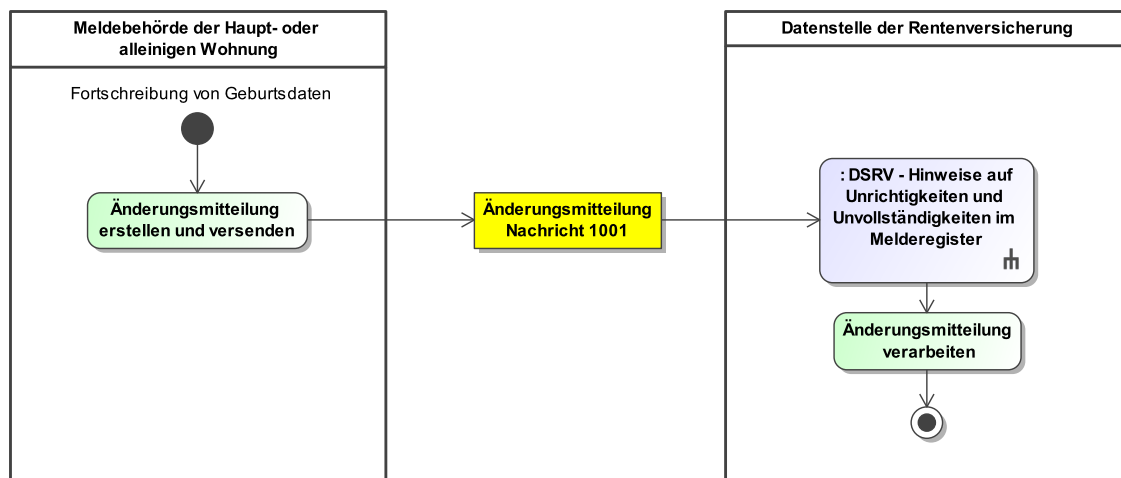 Meldebehörde der Haupt- oder
alleinigen Wohnung
Fortschreibung von Geburtsdaten
Änderungsmitteilung
erstellen und versenden
Änderungsmitteilung
Nachricht 1001
Datenstelle der Rentenversicherung
: DSRV - Hinweise auf
Unrichtigkeiten und
Unvollständigkeiten im
Melderegister
Änderungsmitteilung
verarbeiten